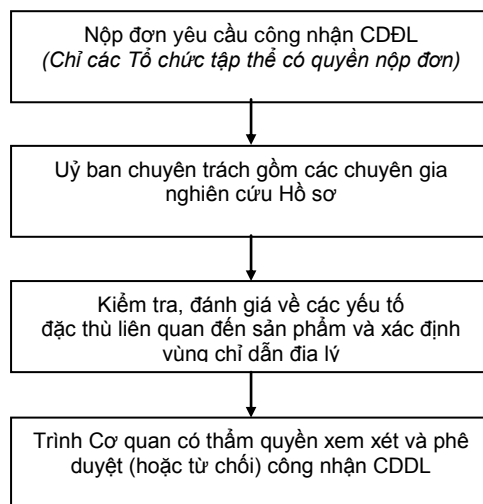 Nộp đơn yêu cầu công nhận CDĐL
(Chỉ các Tổ chức tập thể có quyền nộp đơn)
Uỷ ban chuyên trách gồm các chuyên gia
nghiên cứu Hồ sơ
Kiểm tra, đánh giá về các yếu tố
đặc thù liên quan đến sản phẩm và xác định
vùng chỉ dẫn địa lý
Trình Cơ quan có thẩm quyền xem xét và phê
duyệt (hoặc từ chối) công nhận CDDL